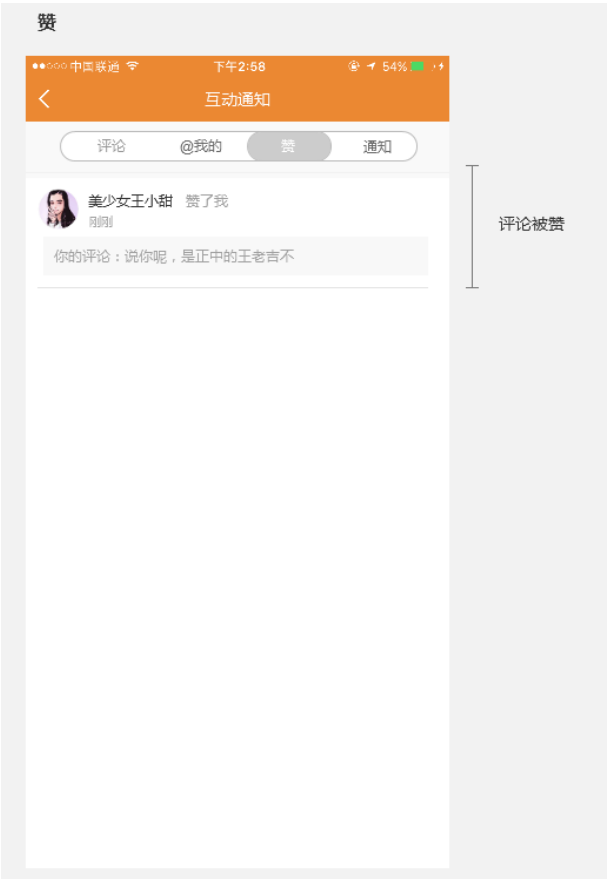 赞
中国联通 下午2:58 54%
互动通知
评论 @我的 赞 通知
美少女王小甜 赞了我
刚刚
评论被赞
你的评论：说你呢，是正中的王老吉不